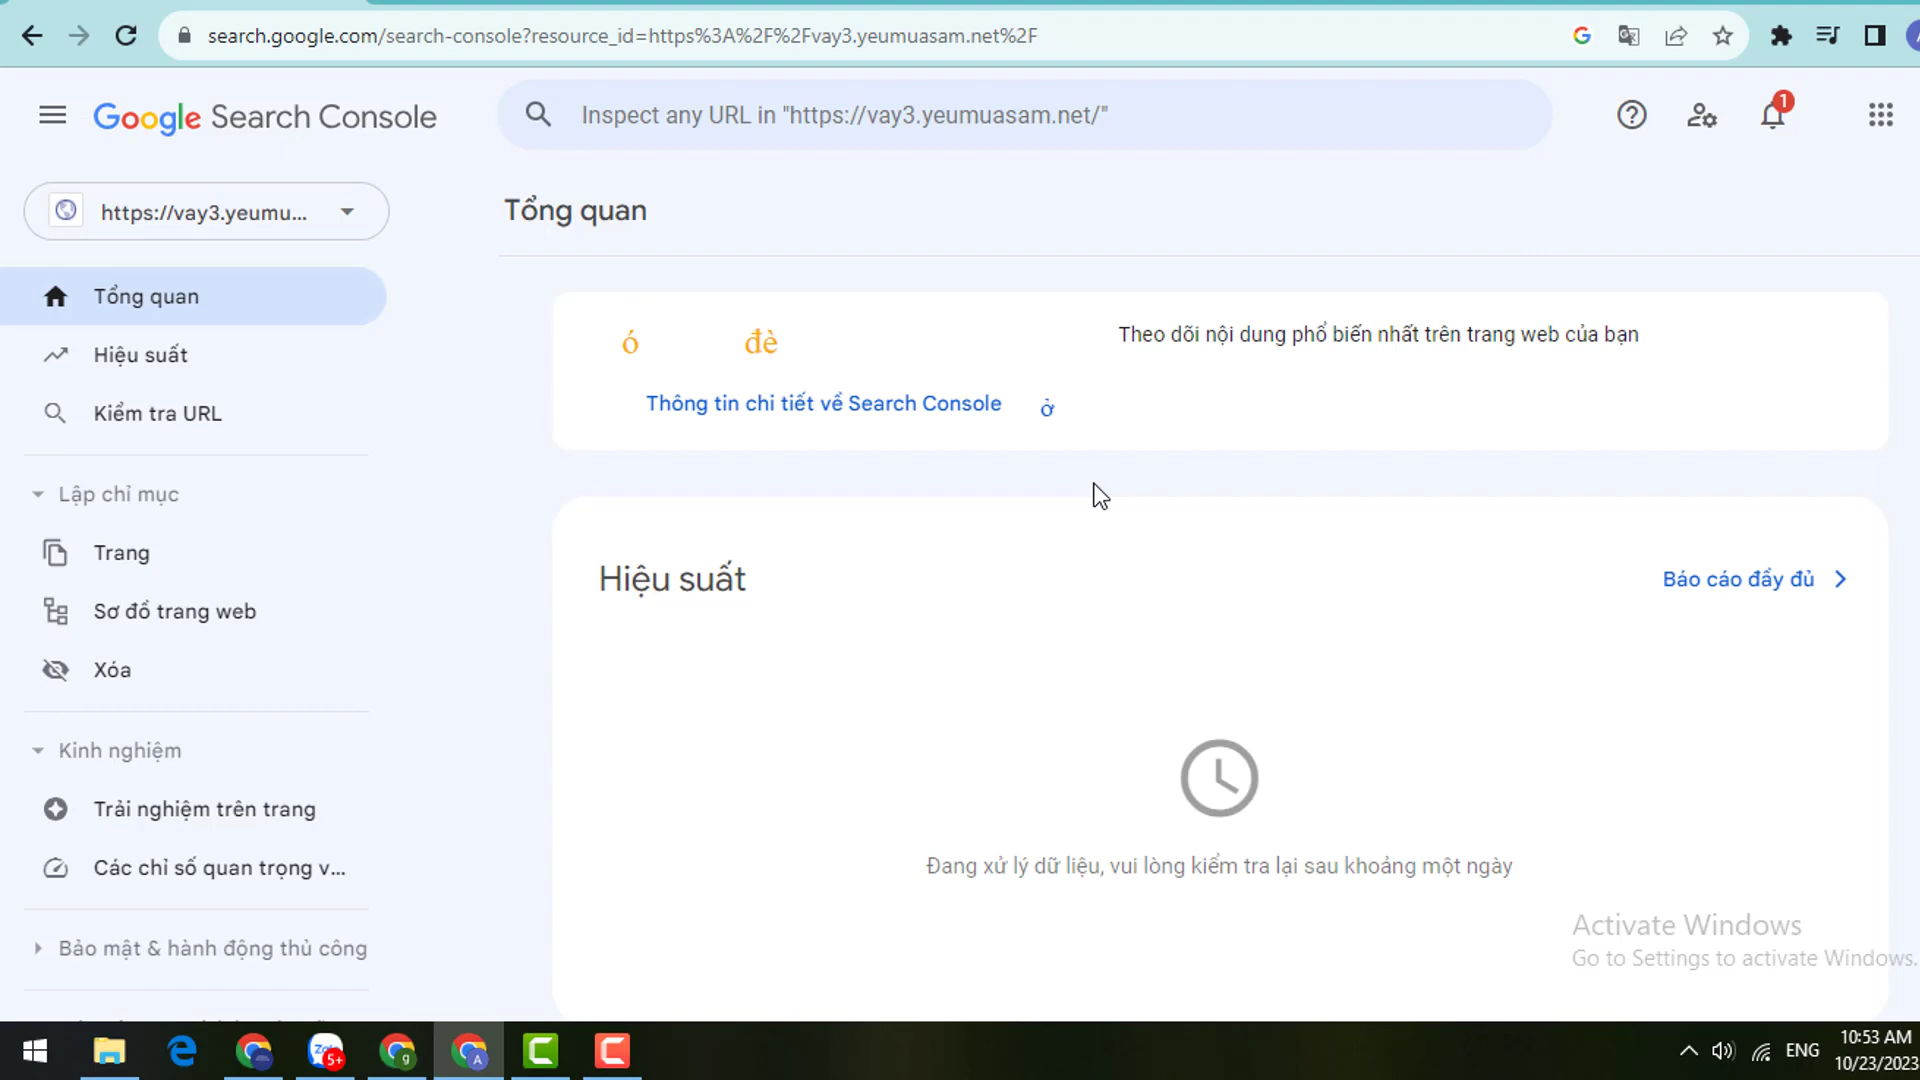 search.google.com/search-console?resource_id=https%3A%2F%2Fvay3.yeumuasam.net%2F
Google Search Console
Inspect any URL in "https://vay3.yeumuasam.net/"
1
https://vay3.yeumu...
Tổng quan
Tổng quan
Hiệu suất
Kiểm tra URL
Lập chỉ mục
Trang
Sơ đồ trang web
Xóa
Kinh nghiệm
Trải nghiệm trên trang
Các chỉ số quan trọng v...
Bảo mật & hành động thủ công
ó đè
Theo dõi nội dung phổ biến nhất trên trang web của bạn
Thông tin chi tiết về Search Console ở
Hiệu suất
Báo cáo đầy đủ
Đang xử lý dữ liệu, vui lòng kiểm tra lại sau khoảng một ngày
Activate Windows
Go to Settings to activate Windows.
Zalo
5+
g
A
ENG
10:53 AM
10/23/2023